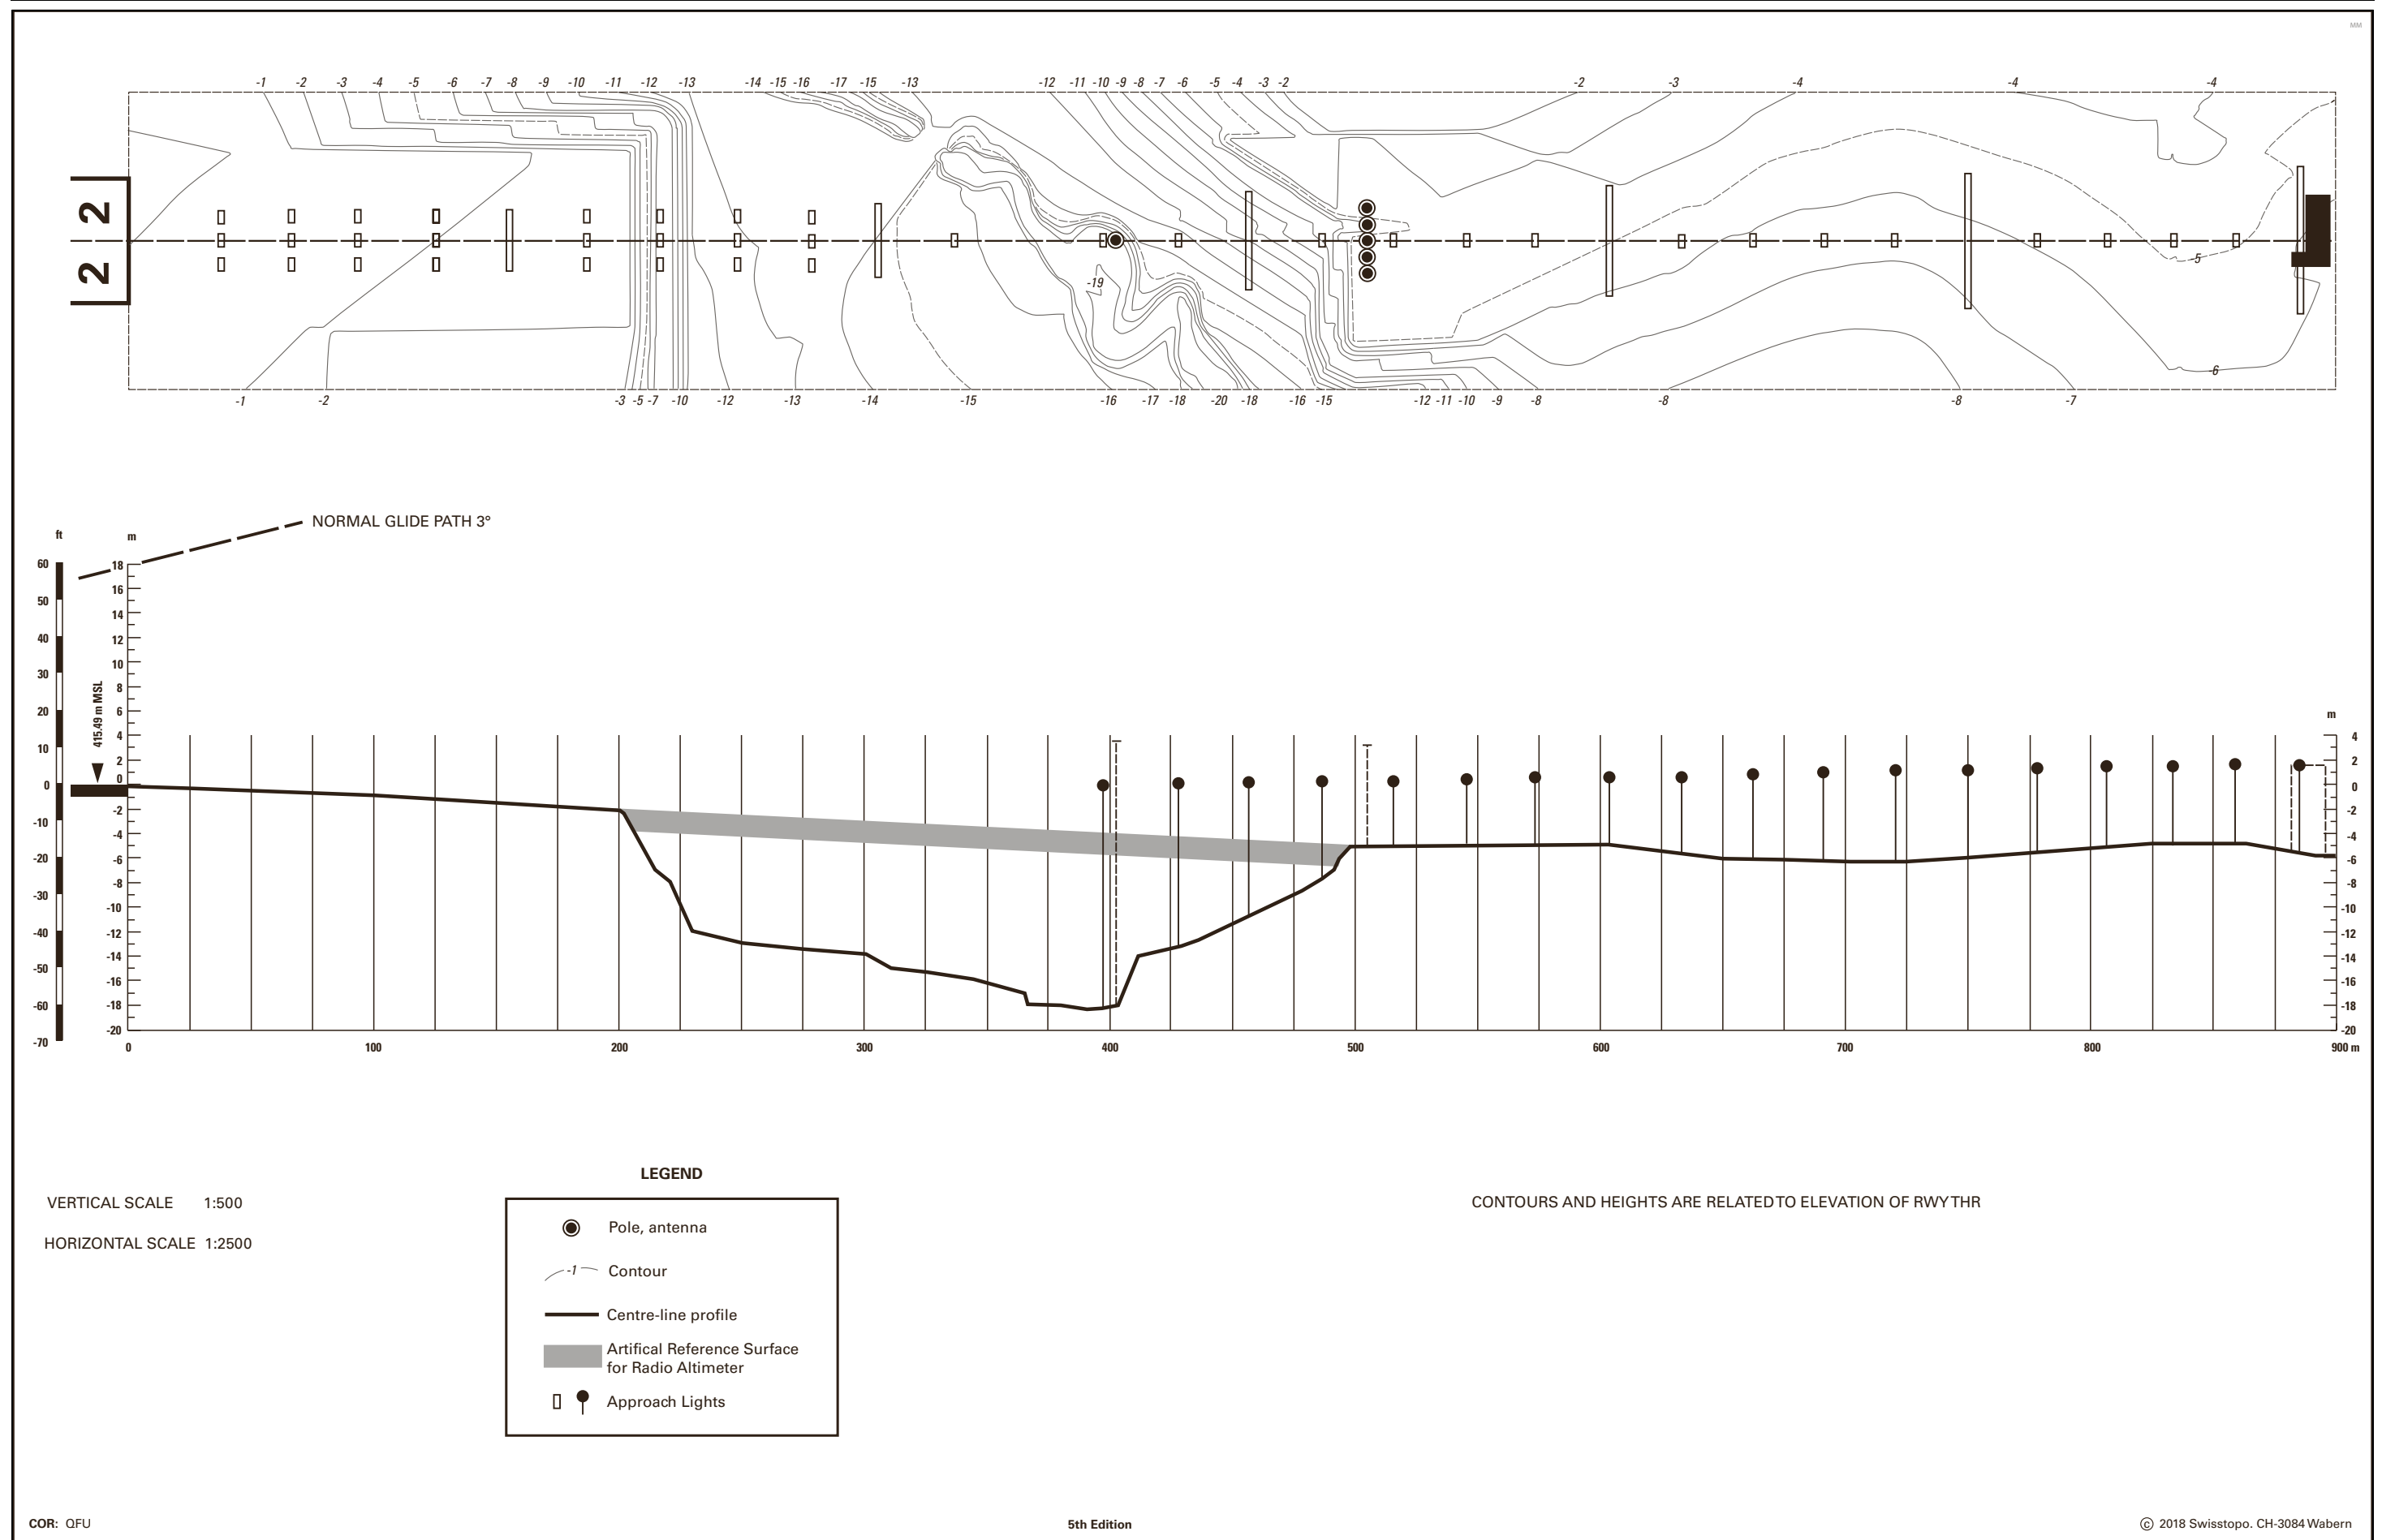 MM
-1 -2 -3 -4 -5 -6 -7 -8 -9 -10 -11 -12 -13 -14 -15 -16 -17 -15 -13 -12 -11 -10 -9 -8 -7 -6 -5 -4 -3 -2 -2 -3 -4 -4 -4
2 2
-19
-5
-6
-1 -2 -3 -5 -7 -10 -12 -13 -14 -15 -16 -17 -18 -20 -18 -16 -15 -12 -11 -10 -9 -8 -8 -8 -7
NORMAL GLIDE PATH 3°
ft
60
50
40
30
20
10
0
-10
-20
-30
-40
-50
-60
-70
415.49 m MSL
m
18
16
14
12
10
8
6
4
2
0
-2
-4
-6
-8
-10
-12
-14
-16
-18
-20
m
4
2
0
-2
-4
-6
-8
-10
-12
-14
-16
-18
-20
0 100 200 300 400 500 600 700 800 900 m
VERTICAL SCALE 1:500
HORIZONTAL SCALE 1:2500
LEGEND
Pole, antenna
-1 Contour
Centre-line profile
Artifical Reference Surface
for Radio Altimeter
Approach Lights
CONTOURS AND HEIGHTS ARE RELATED TO ELEVATION OF RWY THR
COR: QFU
5th Edition
© 2018 Swisstopo. CH-3084 Wabern